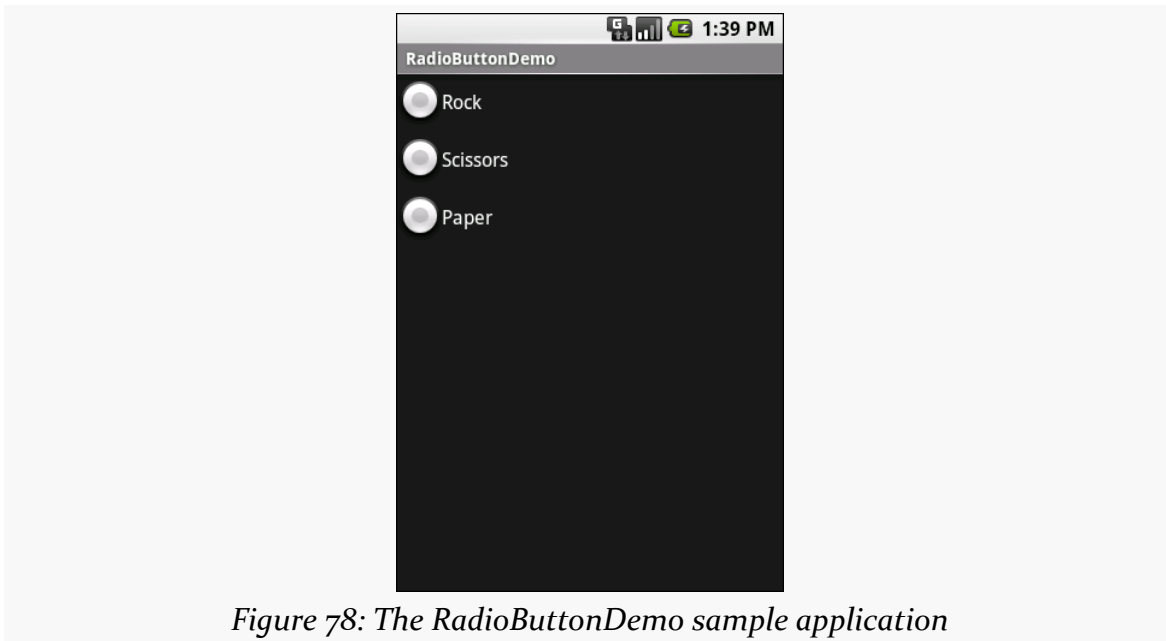 1:39 PM
RadioButtonDemo
Rock
Scissors
Paper
Figure 78: The RadioButtonDemo sample application